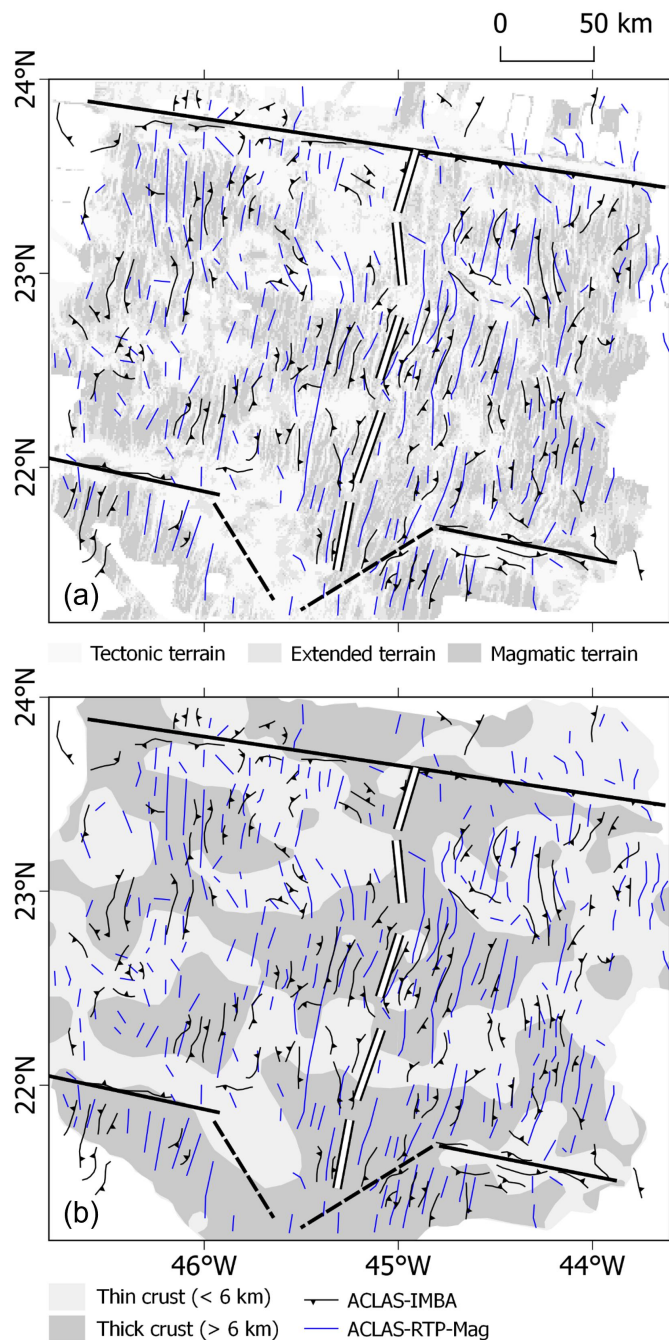 0 50 km
24°N
23°N
22°N
(a)
Tectonic terrain Extended terrain Magmatic terrain
24°N
23°N
22°N
(b)
46°W 45°W 44°W
Thin crust (< 6 km) ACLAS-IMBA
Thick crust (> 6 km) ACLAS-RTP-Mag